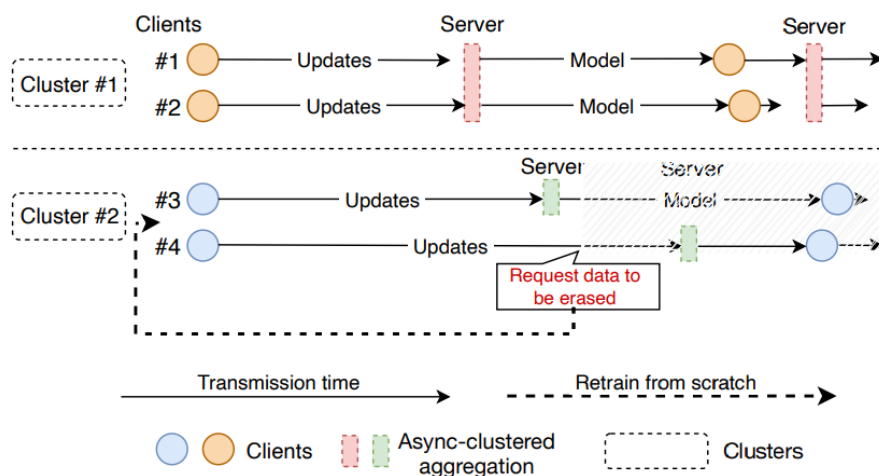 Clients
Server
Server
#1
Updates
Model
Cluster #1
#2
Updates
Model
Server
Server
#3
Updates
Model
Cluster #2
#4
Updates
Request data to
be erased
Transmission time
Retrain from scratch
Clients
Async-clustered
aggregation
Clusters